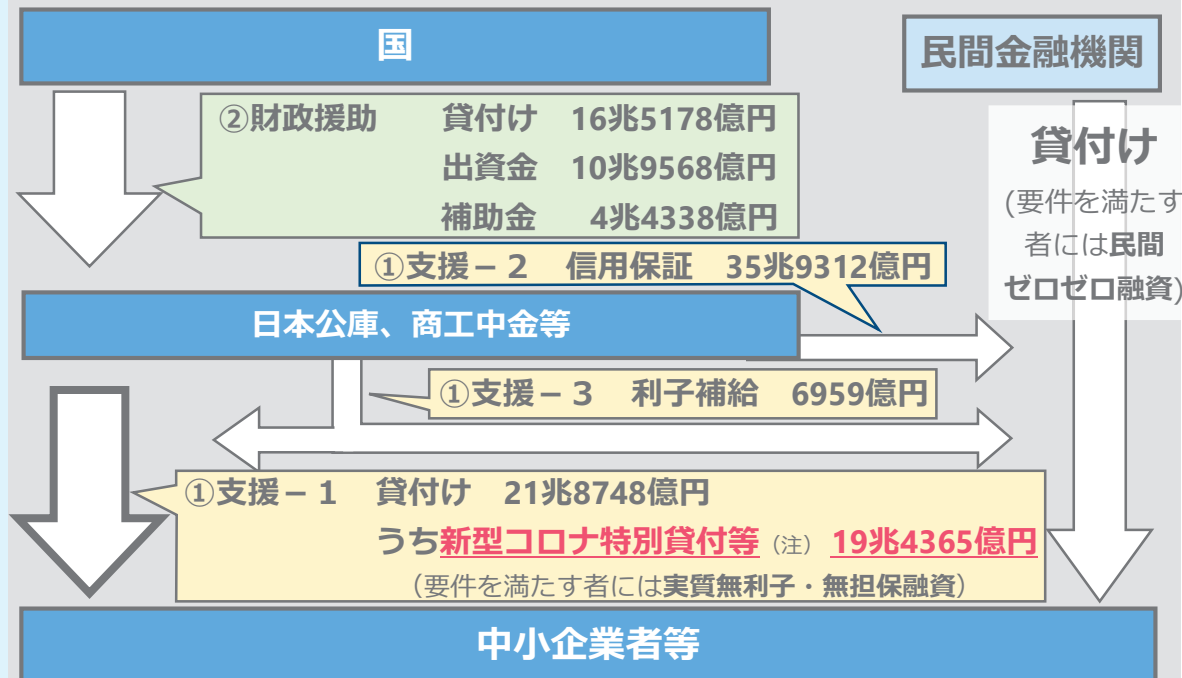 国
民間金融機関
②財政援助 貸付け 16兆5178億円
出資金 10兆9568億円
補助金 4兆4338億円
貸付け
(要件を満たす
者には民間
ゼロゼロ融資)
①支援－２ 信用保証 35兆9312億円
日本公庫、商工中金等
①支援－３ 利子補給 6959億円
①支援－１ 貸付け 21兆8748億円
うち新型コロナ特別貸付等（注） 19兆4365億円
（要件を満たす者には実質無利子・無担保融資）
中小企業者等